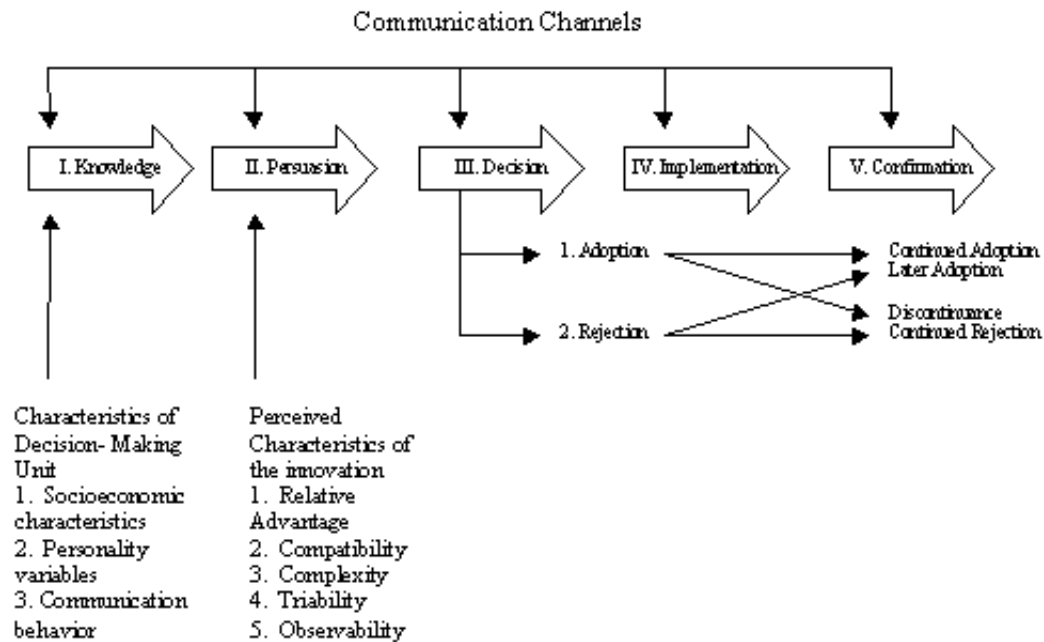 Communication Channels
I. Knowledge
II. Persuasion
III. Decision
IV. Implementation
V. Confirmation
1. Adoption
Continued Adoption
Later Adoption
Discontinuance
2. Rejection
Continued Rejection
Characteristics of
Decision- Making
Unit
1. Socioeconomic
characteristics
2. Personality
variables
3. Communication
behavior
Perceived
Characteristics of
the innovation
1. Relative
Advantage
2. Compatibility
3. Complexity
4. Triability
5. Observability